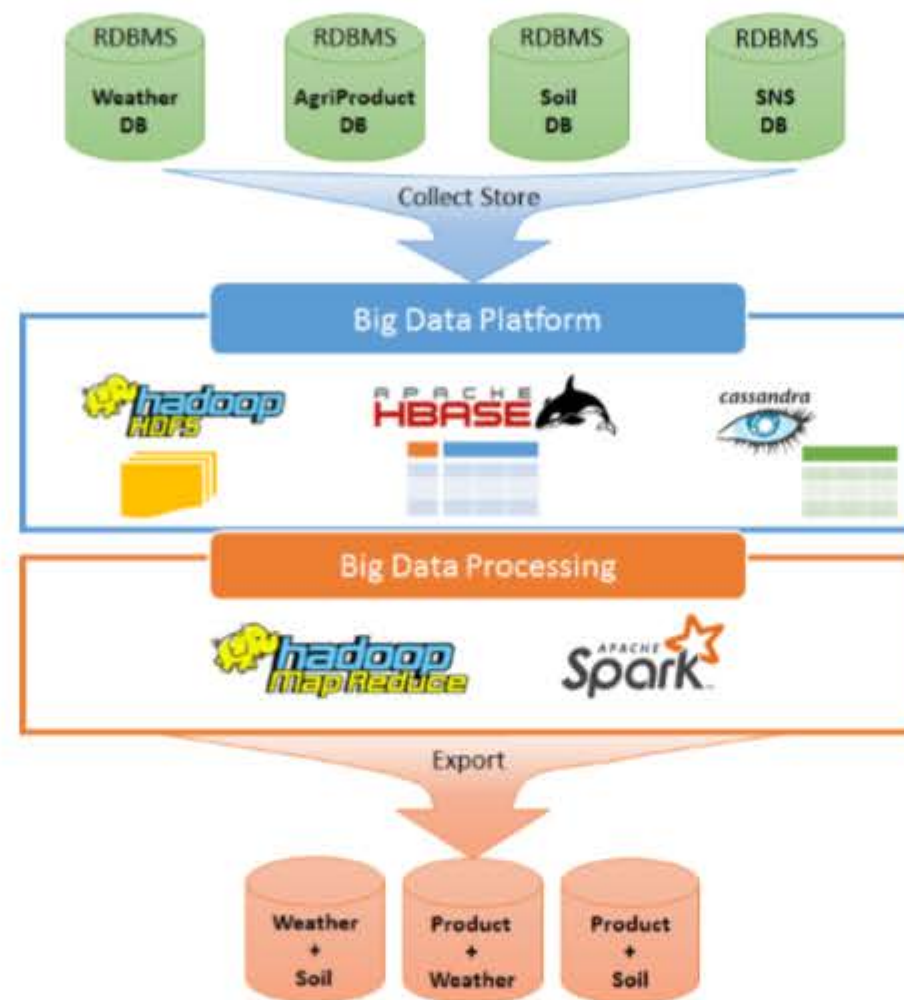 RDBMS
Weather
DB
RDBMS
AgriProduct
DB
RDBMS
Soil
DB
RDBMS
SNS
DB
Collect Store
Big Data Platform
hadoop
HDFS
APACHE
HBASE
cassandra
Big Data Processing
hadoop
Map Reduce
APACHE
Spark
Export
Weather
+
Soil
Product
+
Weather
Product
+
Soil